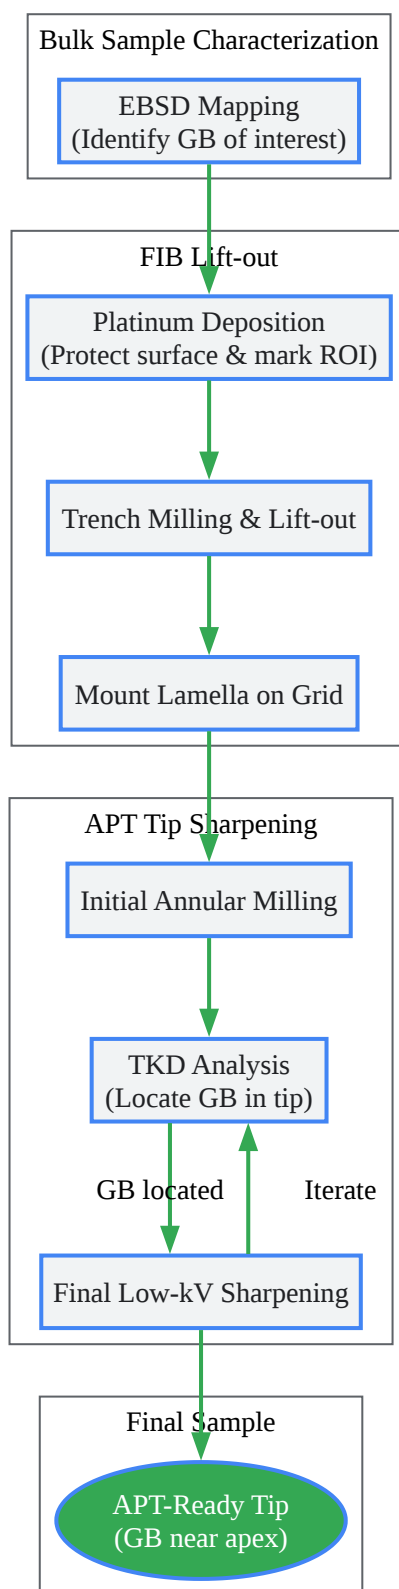 Bulk Sample Characterization
EBSD Mapping
(Identify GB of interest)
FIB Lift-out
Platinum Deposition
(Protect surface & mark ROI)
Trench Milling & Lift-out
Mount Lamella on Grid
APT Tip Sharpening
Initial Annular Milling
TKD Analysis
(Locate GB in tip)
GB located
Iterate
Final Low-kV Sharpening
Final Sample
APT-Ready Tip
(GB near apex)